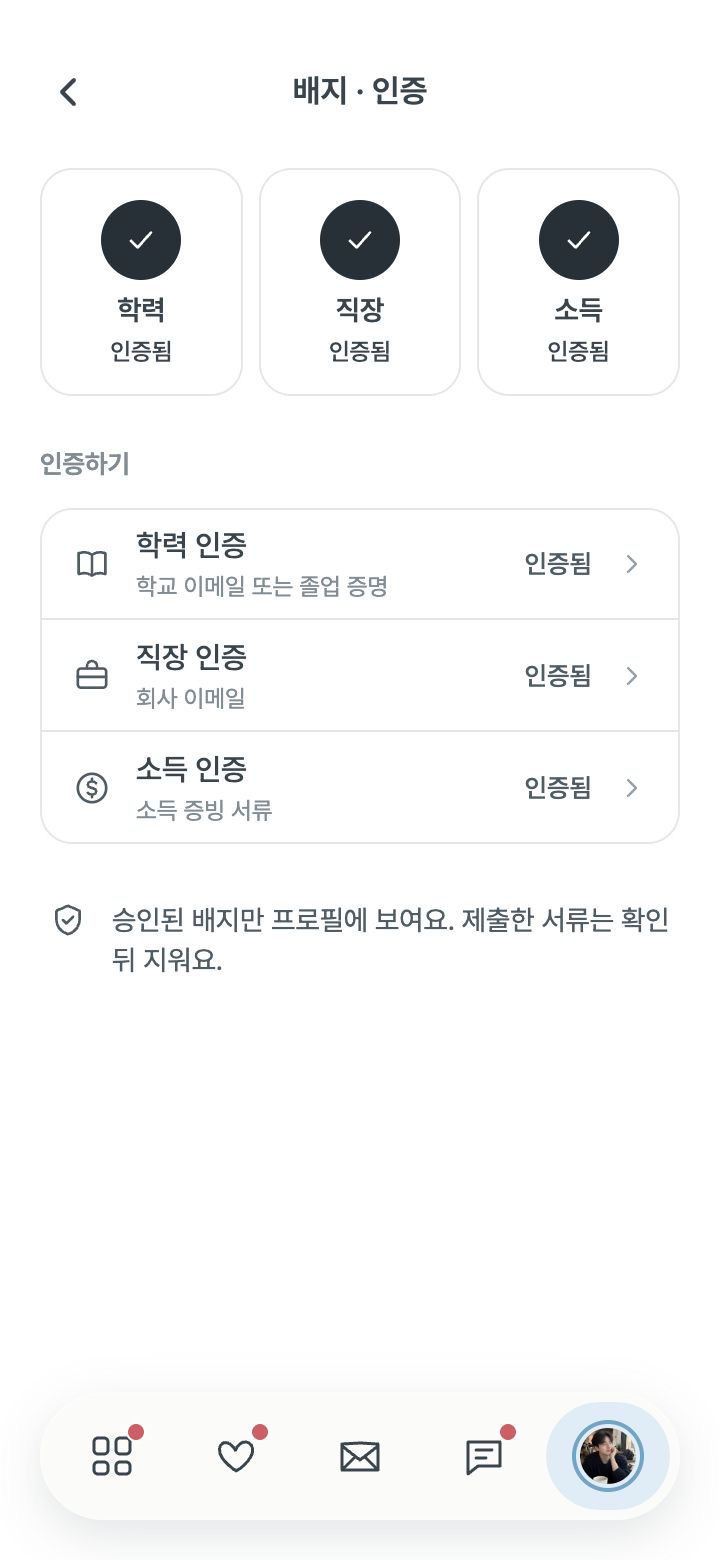 배지 · 인증
학력
인증됨
직장
인증됨
소득
인증됨
인증하기
학력 인증
학교 이메일 또는 졸업 증명
인증됨
직장 인증
회사 이메일
인증됨
소득 인증
소득 증빙 서류
인증됨
승인된 배지만 프로필에 보여요. 제출한 서류는 확인
뒤 지워요.